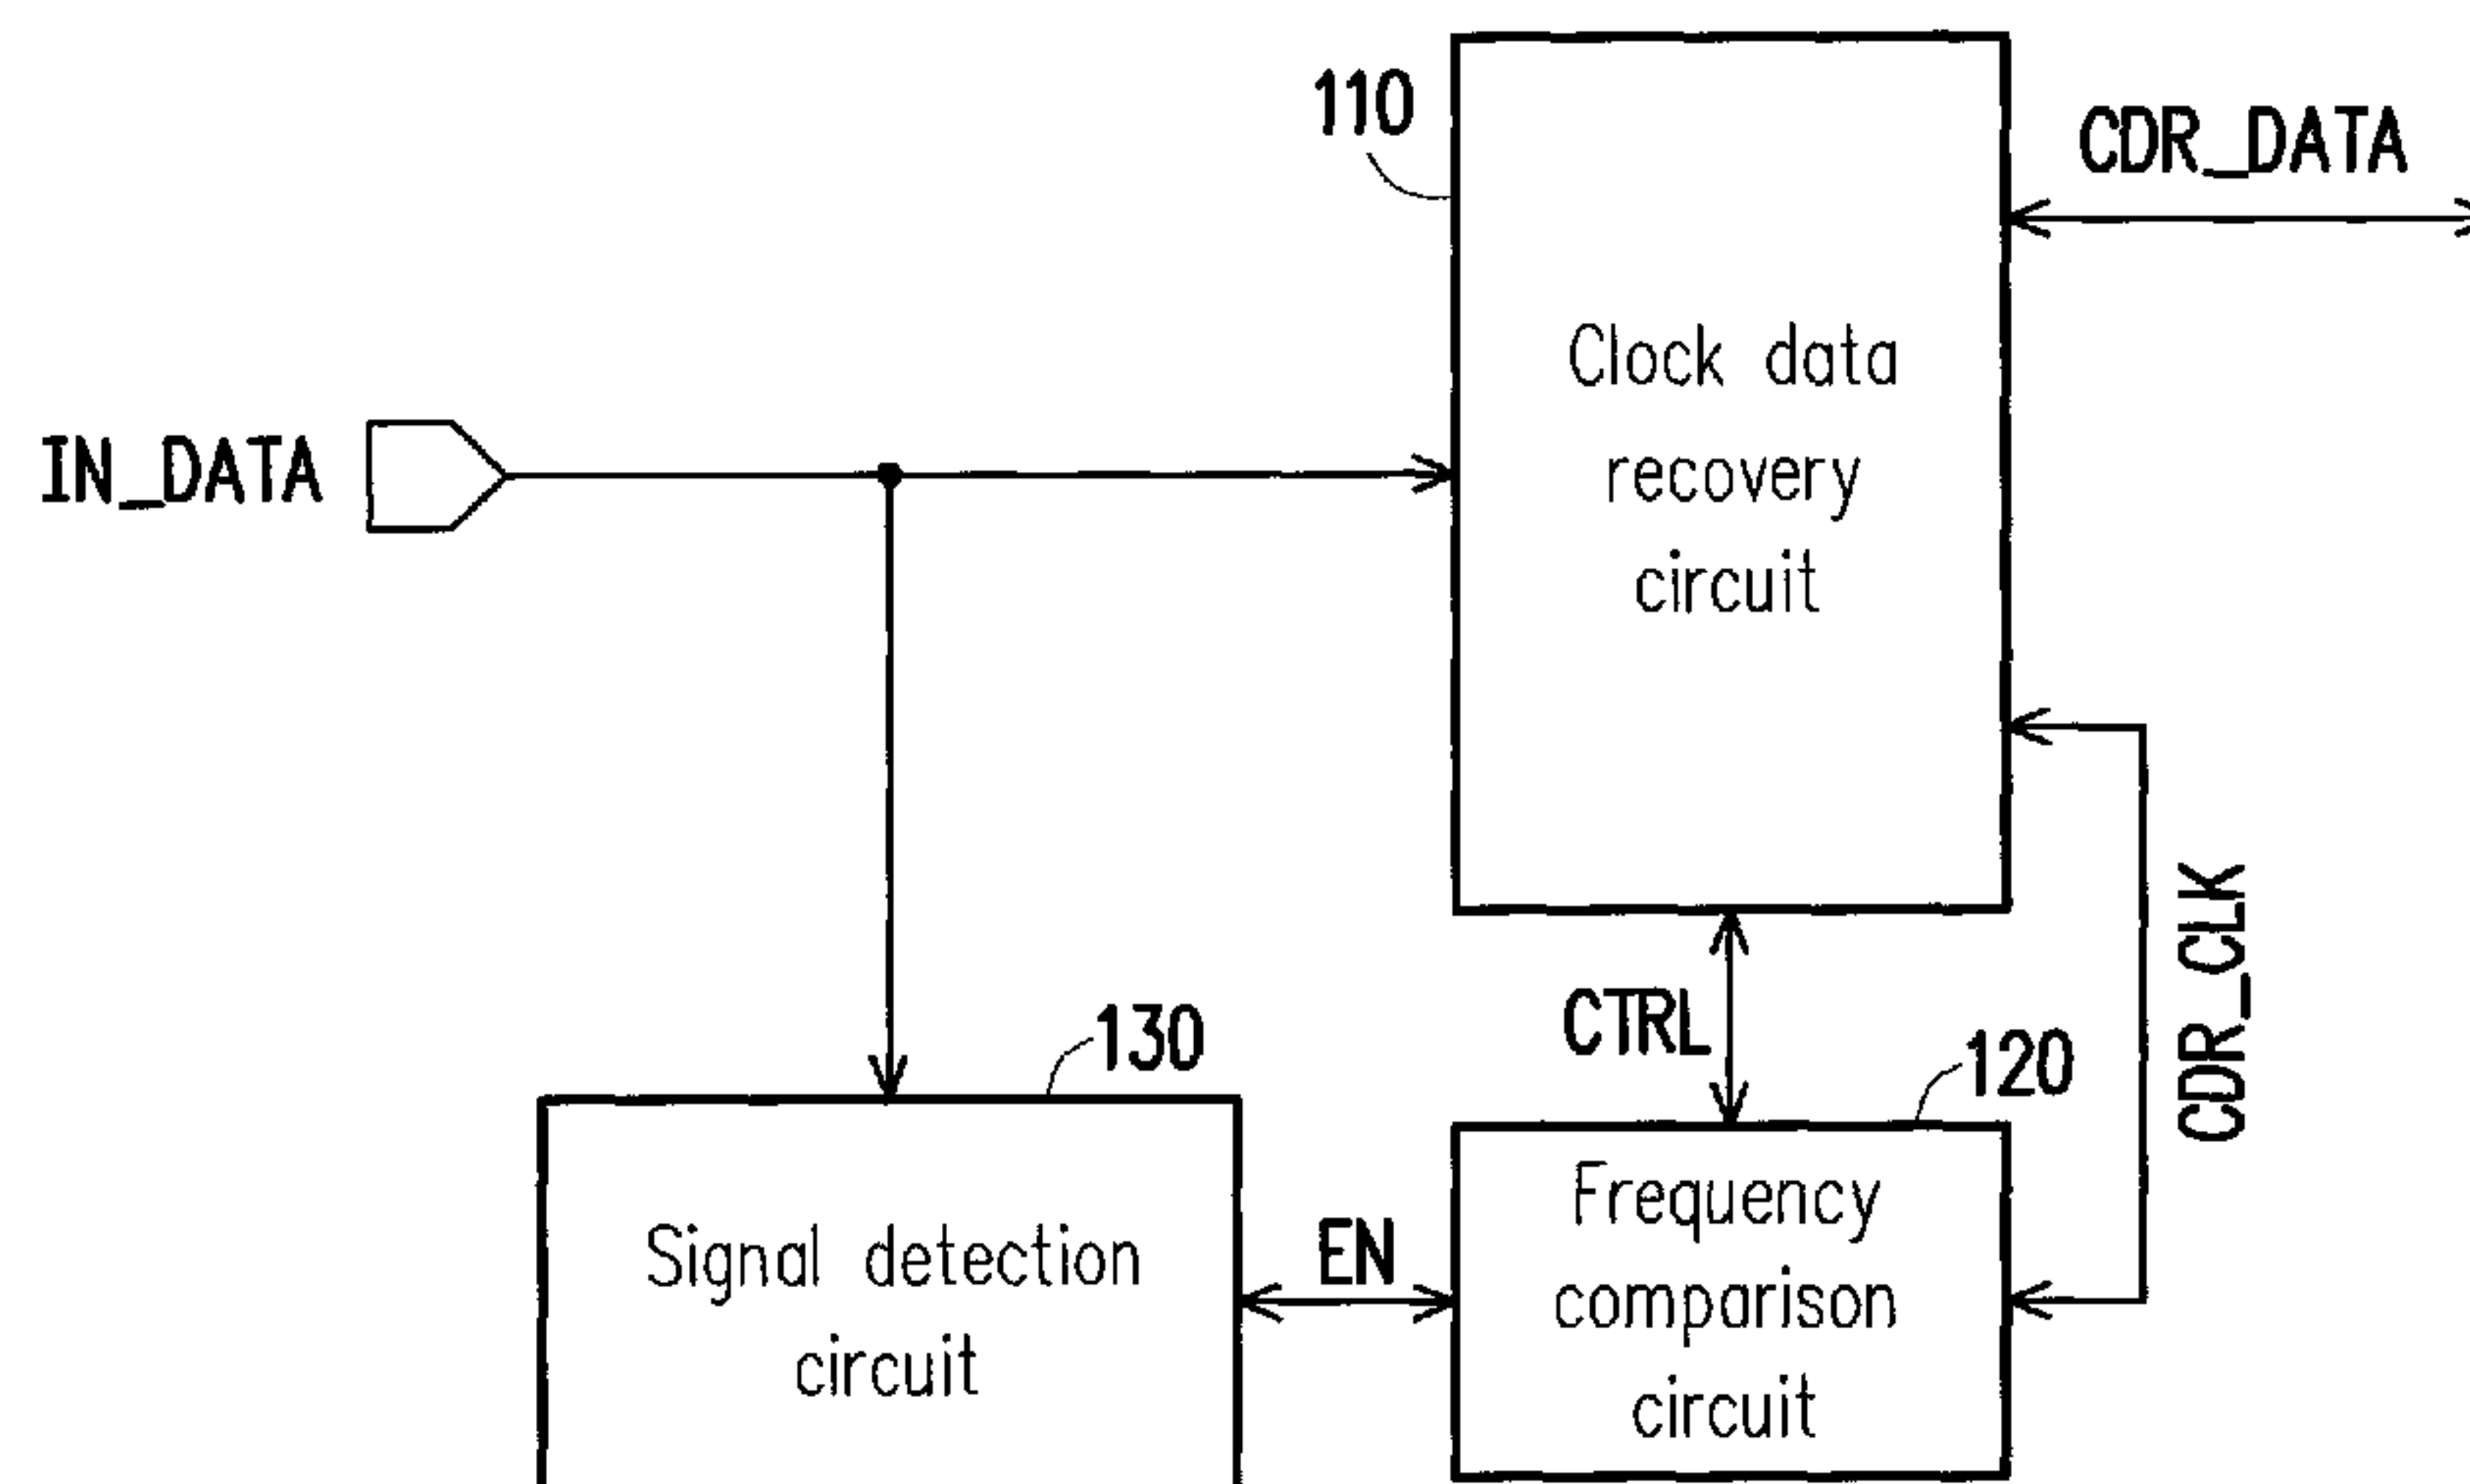 110
CDR_DATA
Clock data
recovery
circuit
IN_DATA
CDR_CLK
CTRL
130
120
Signal detection
circuit
EN
Frequency
comparison
circuit